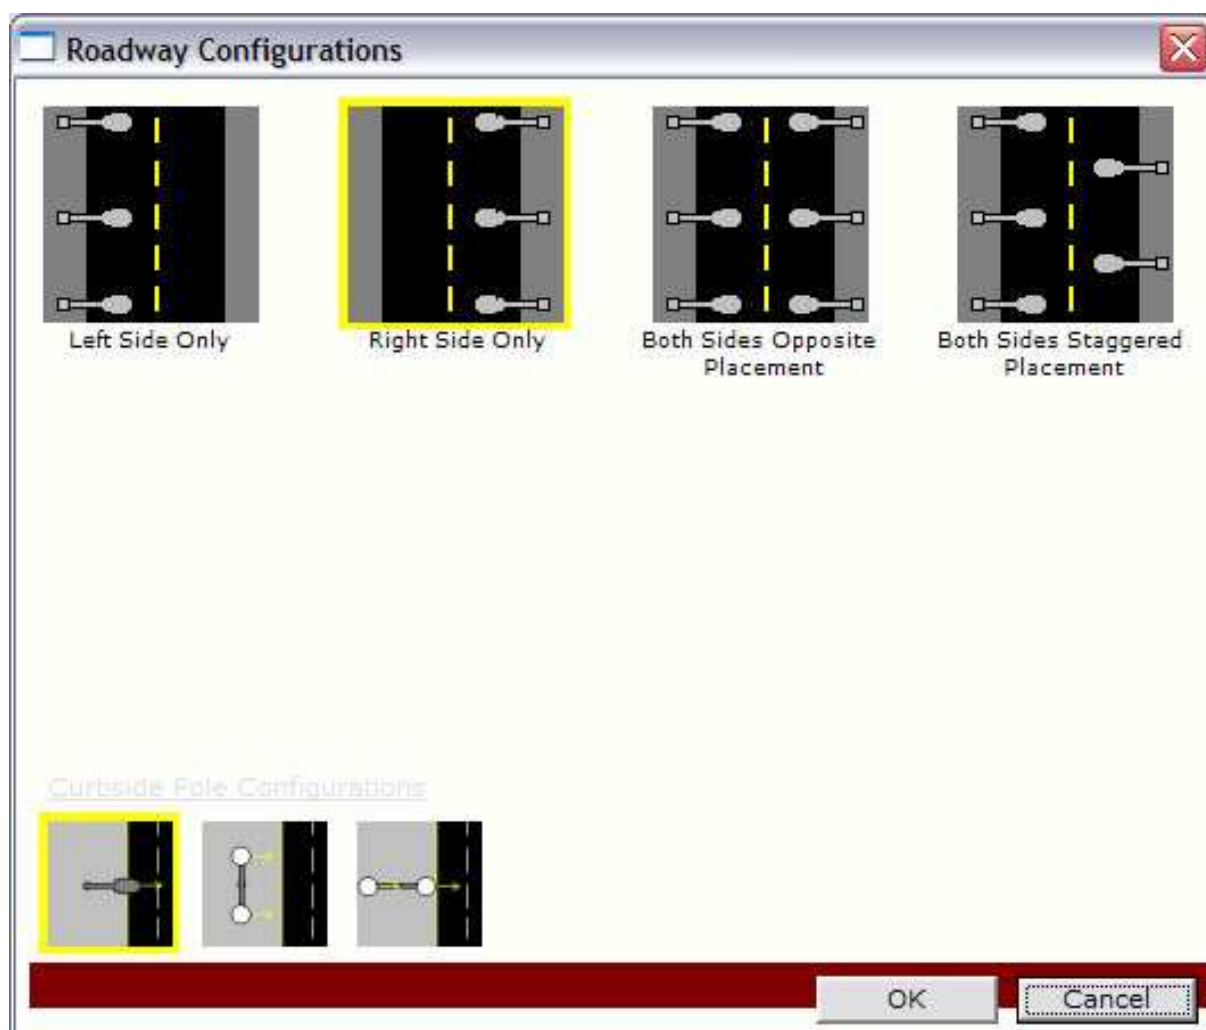 Roadway Configurations
Left Side Only
Right Side Only
Both Sides Opposite
Placement
Both Sides Staggered
Placement
Curbside Pole Configurations
OK
Cancel